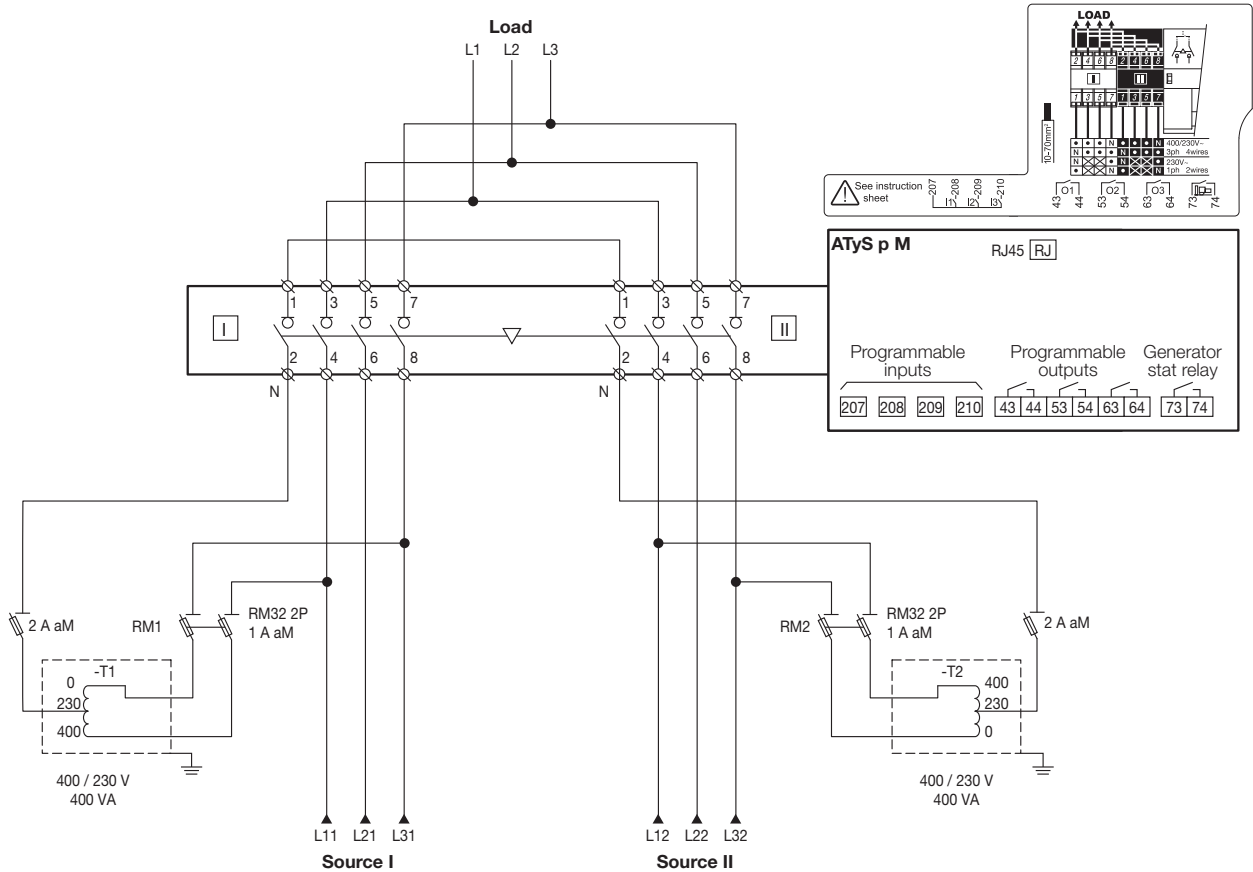 Load
L1 L2 L3
LOAD
2 4 6 8 2 4 6 8
I II
1 3 5 7 1 3 5 7
10-70mm²
N • • • N • • • N 400/230V~
3ph 4wires
230V~
1ph 2wires
See instruction
sheet
207 208 209 210
I1 I2 I3
O1 O2 O3
43 44 53 54 63 64 73 74
ATyS p M
RJ45 RJ
1 3 5 7 1 3 5 7
I II
2 4 6 8 2 4 6 8
N N
Programmable
inputs
Programmable
outputs
Generator
stat relay
207 208 209 210 43 44 53 54 63 64 73 74
2 A aM
RM1
RM32 2P
1 A aM
RM2
RM32 2P
1 A aM
2 A aM
-T1
0
230
400
-T2
400
230
0
400 / 230 V
400 VA
400 / 230 V
400 VA
L11 L21 L31 L12 L22 L32
Source I Source II